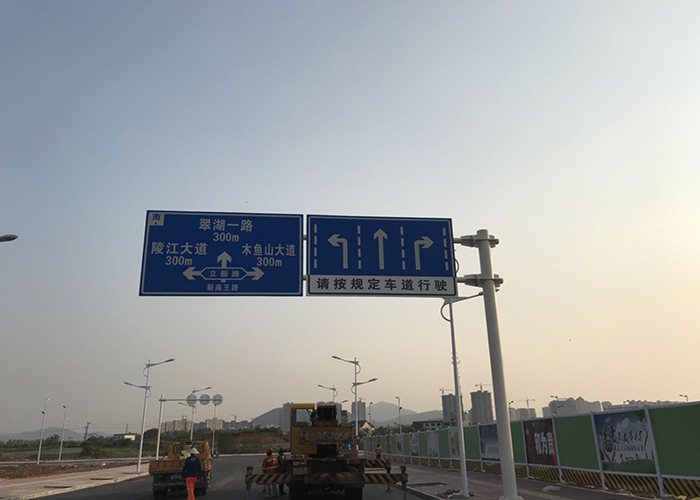 南
翠湖一路
300m
陵江大道
300m
木鱼山大道
300m
立新路
新庙王路
请按规定车道行驶